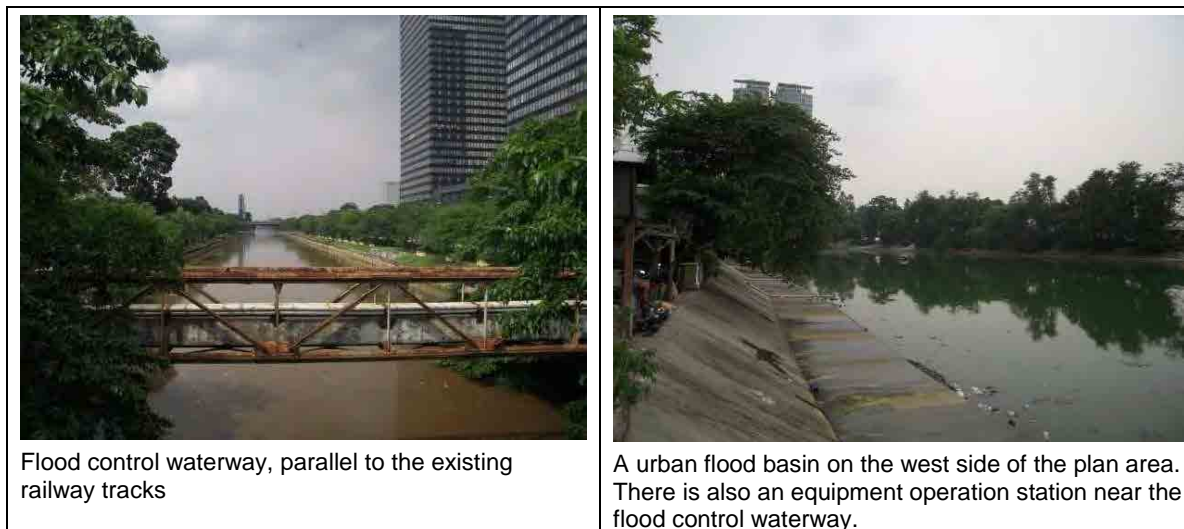 Flood control waterway, parallel to the existing
railway tracks
A urban flood basin on the west side of the plan area.
There is also an equipment operation station near the
flood control waterway.